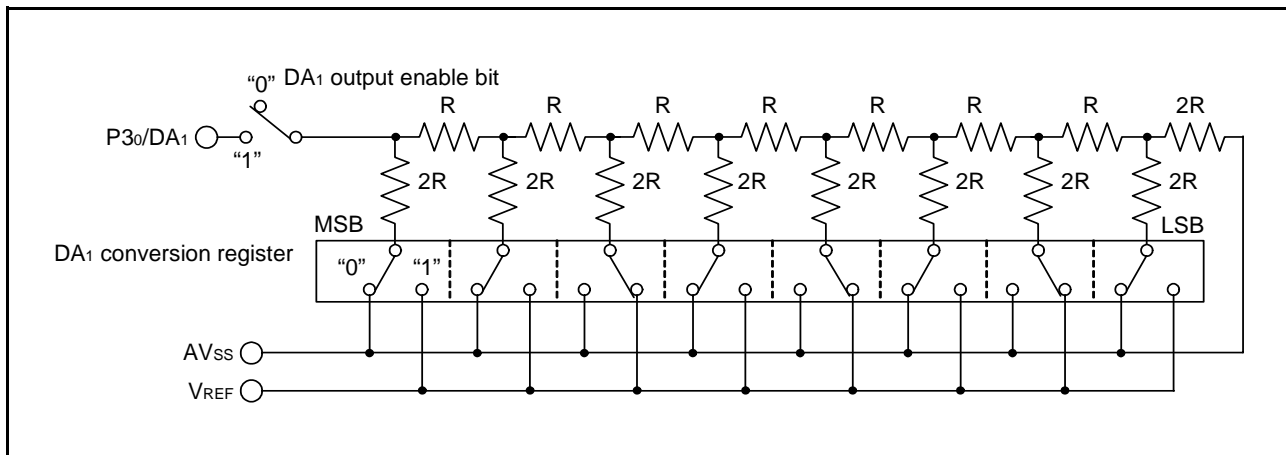 “0” DA1 output enable bit
R R R R R R R 2R
P30/DA1
“1”
2R 2R 2R 2R 2R 2R 2R 2R
MSB LSB
DA1 conversion register
“0” “1”
AVSS
VREF